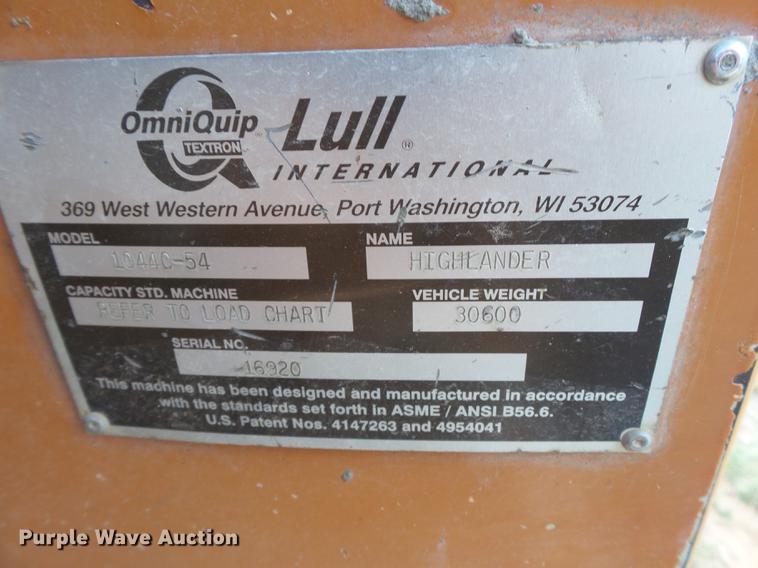 OmniQuip
TEXTRON
Lull ®
INTERNATIONAL
369 West Western Avenue, Port Washington, WI 53074
MODEL
1044C-54
NAME
HIGHLANDER
CAPACITY STD. MACHINE
REFER TO LOAD CHART
VEHICLE WEIGHT
30600
SERIAL NO.
16920
This machine has been designed and manufactured in accordance
with the standards set forth in ASME / ANSI B56.6.
U.S. Patent Nos. 4147263 and 4954041
Purple Wave Auction